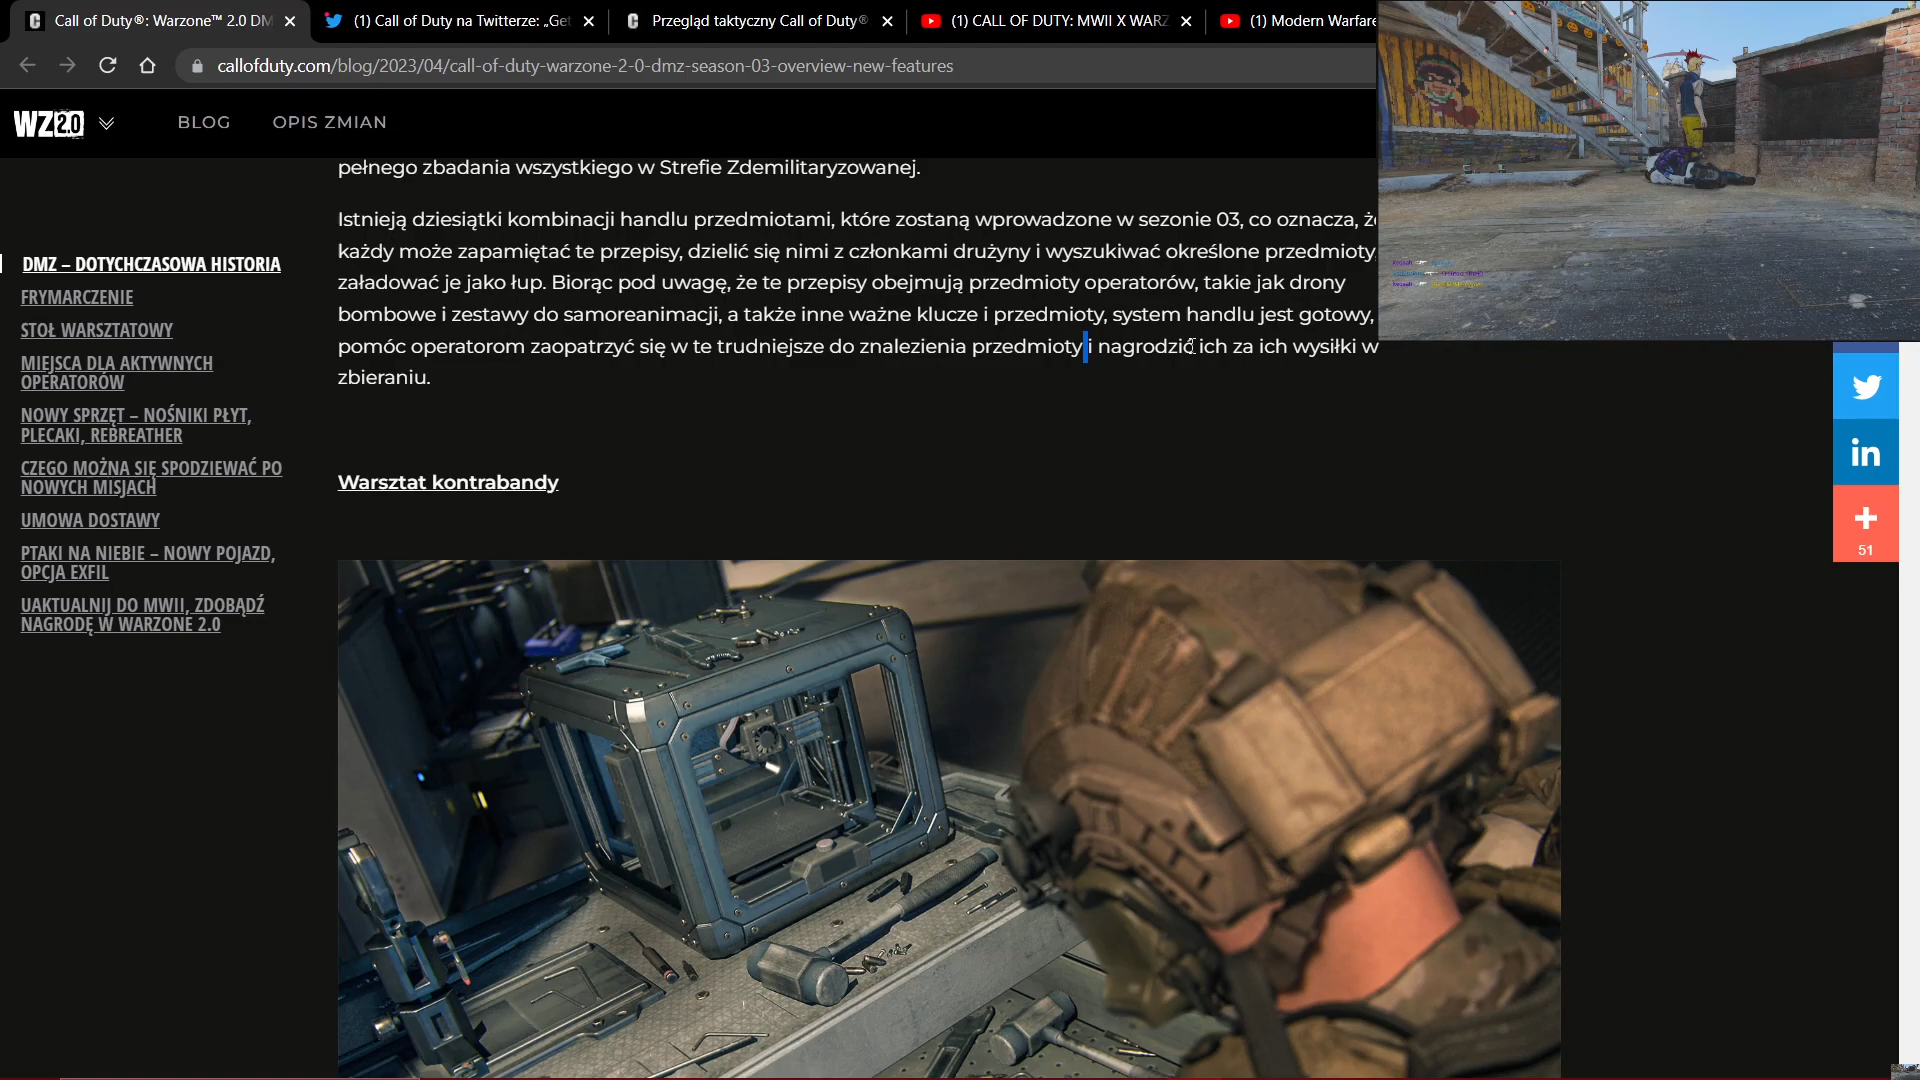 Call of Duty®: Warzone™ 2.0 DM
(1) Call of Duty na Twitterze: „Get
Przegląd taktyczny Call of Duty®
(1) CALL OF DUTY: MWII X WARZ
(1) Modern Warfare
callofduty.com/blog/2023/04/call-of-duty-warzone-2-0-dmz-season-03-overview-new-features
WZ2.0
BLOG
OPIS ZMIAN
DMZ – DOTYCHCZASOWA HISTORIA
FRYMARCZENIE
STOŁ WARSZTATOWY
MIEJSCA DLA AKTYWNYCH
OPERATORÓW
NOWY SPRZĘT – NOŚNIKI PŁYT,
PLECAKI, REBREATHER
CZEGO MOŻNA SIĘ SPODZIEWAĆ PO
NOWYCH MISJACH
UMOWA DOSTAWY
PTAKI NA NIEBIE – NOWY POJAZD,
OPCJA EXFIL
UAKTUALNIJ DO MWII, ZDOBĄDŹ
NAGRODĘ W WARZONE 2.0
pełnego zbadania wszystkiego w Strefie Zdemilitaryzowanej.
Istnieją dziesiątki kombinacji handlu przedmiotami, które zostaną wprowadzone w sezonie 03, co oznacza, że
każdy może zapamiętać te przepisy, dzielić się nimi z członkami drużyny i wyszukiwać określone przedmioty,
załadować je jako łup. Biorąc pod uwagę, że te przepisy obejmują przedmioty operatorów, takie jak drony
bombowe i zestawy do samoreanimacji, a także inne ważne klucze i przedmioty, system handlu jest gotowy,
pomóc operatorom zaopatrzyć się w te trudniejsze do znalezienia przedmioty i nagrodzić ich za ich wysiłki w
zbieraniu.
Warsztat kontrabandy
in
51